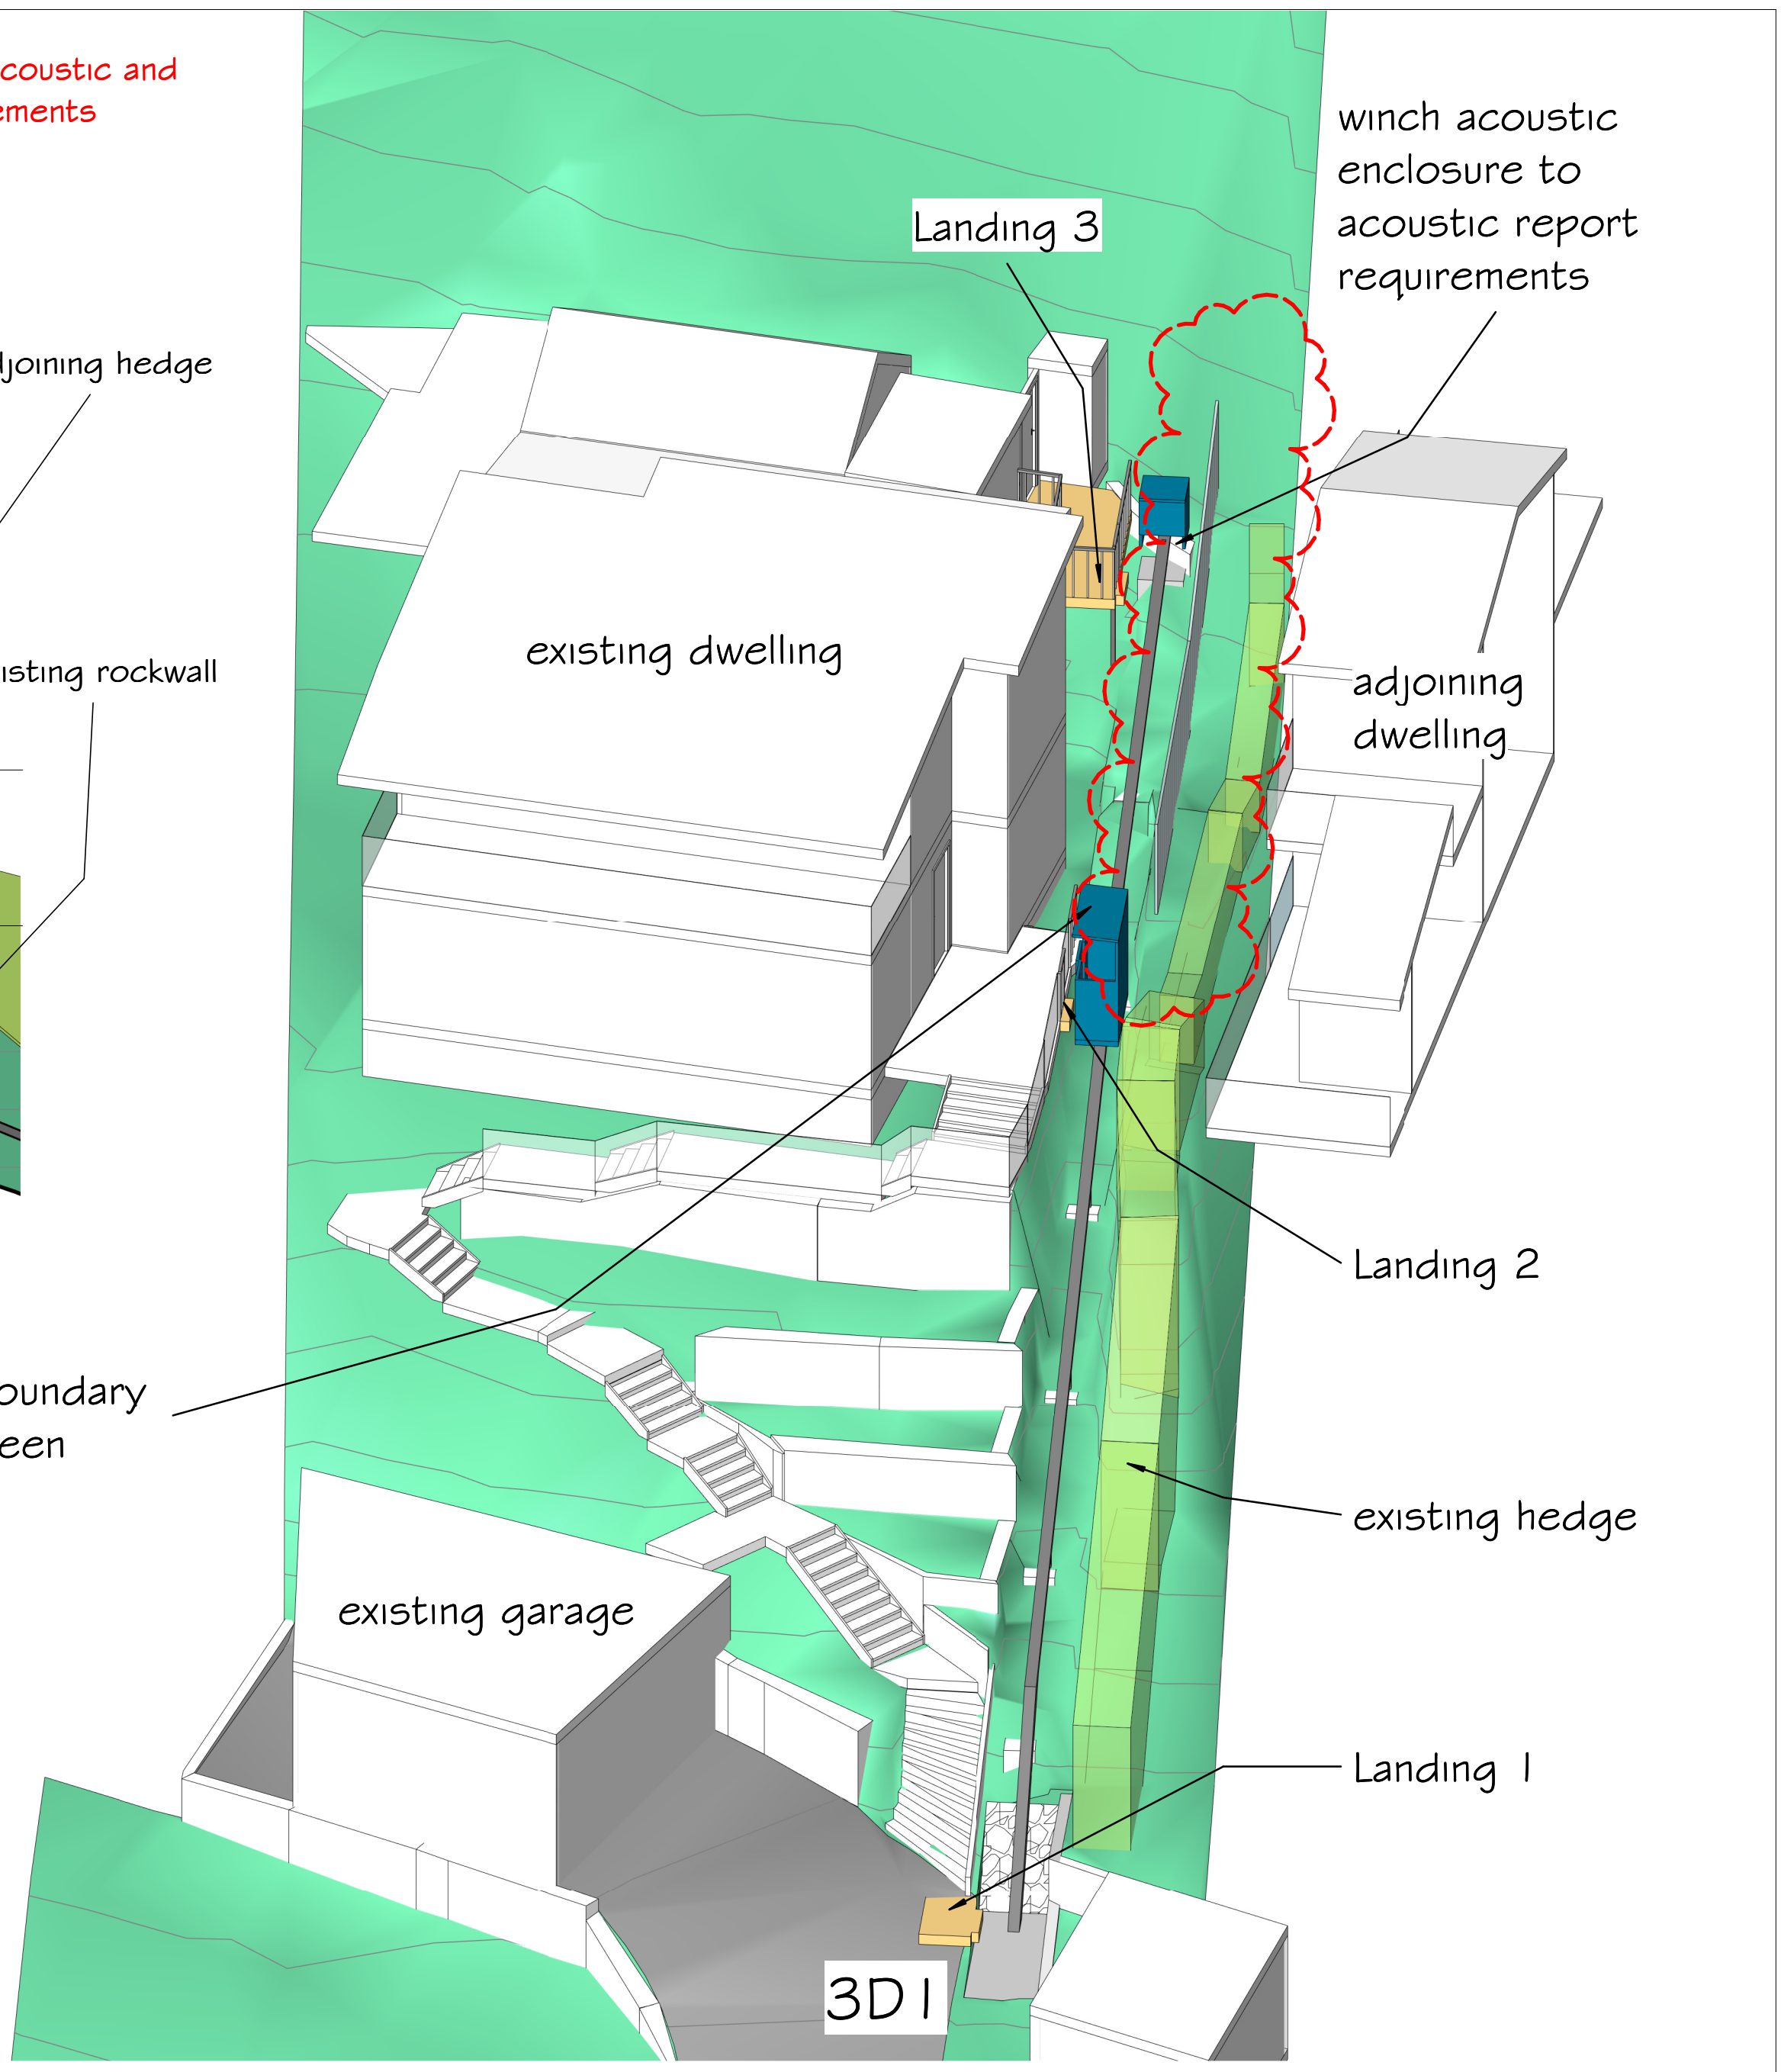 coustic and
ements
winch acoustic
enclosure to
acoustic report
requirements
Landing 3
djoining hedge
existing dwelling
isting rockwall
adjoining
dwelling
Landing 2
oundary
een
existing hedge
existing garage
Landing 1
3D1